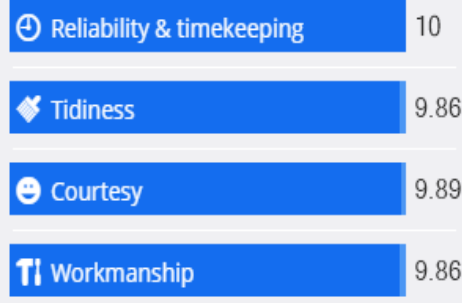 Reliability & timekeeping 10
Tidiness 9.86
Courtesy 9.89
Workmanship 9.86